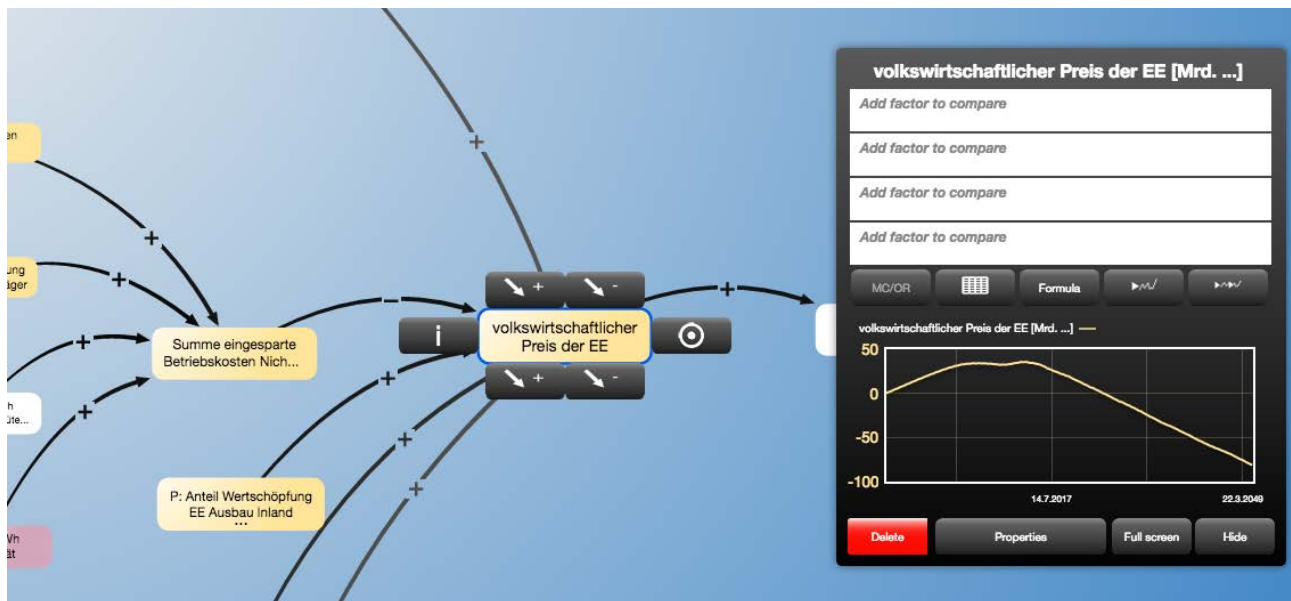 en
ung
äger
h
üte...
Wh
ät
+
+
+
+
Summe eingesparte
Betriebskosten Nich...
–
+
+ -
i
volkswirtschaftlicher
Preis der EE
+ -
+
+
+
+
P: Anteil Wertschöpfung
EE Ausbau Inland
...
volkswirtschaftlicher Preis der EE [Mrd. ...]
Add factor to compare
Add factor to compare
Add factor to compare
Add factor to compare
MC/OR Formula
volkswirtschaftlicher Preis der EE [Mrd. ...]
50
0
-50
-100
14.7.2017 22.3.2049
Delete Properties Full screen Hide